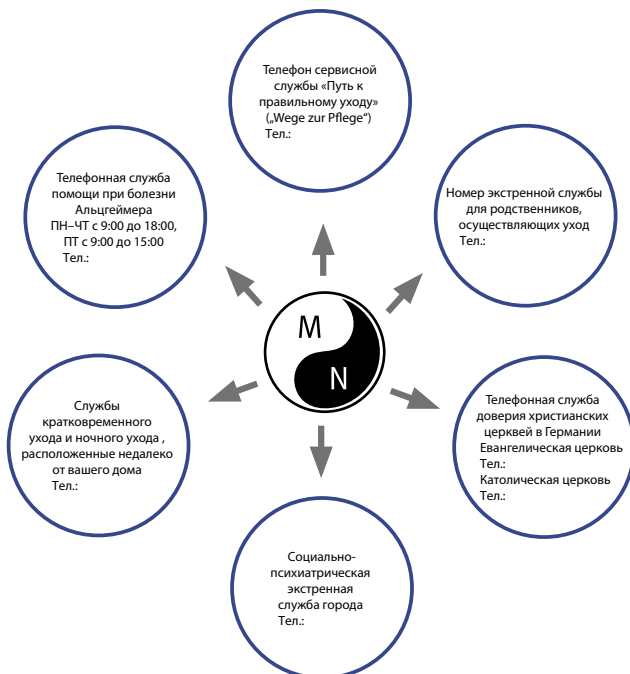 Телефон сервисной
службы «Путь к
правильному уходу»
(„Wege zur Pflege“)
Тел.:
Телефонная служба
помощи при болезни
Альцгеймера
ПН–ЧТ с 9:00 до 18:00,
ПТ с 9:00 до 15:00
Тел.:
Номер экстренной службы
для родственников,
осуществляющих уход
Тел.:
M
N
Службы
кратковременного
ухода и ночного ухода ,
расположенные недалеко
от вашего дома
Тел.:
Телефонная служба
доверия христианских
церквей в Германии
Евангелическая церковь
Тел.:
Католическая церковь
Тел.:
Социально-
психиатрическая
экстренная
служба города
Тел.: